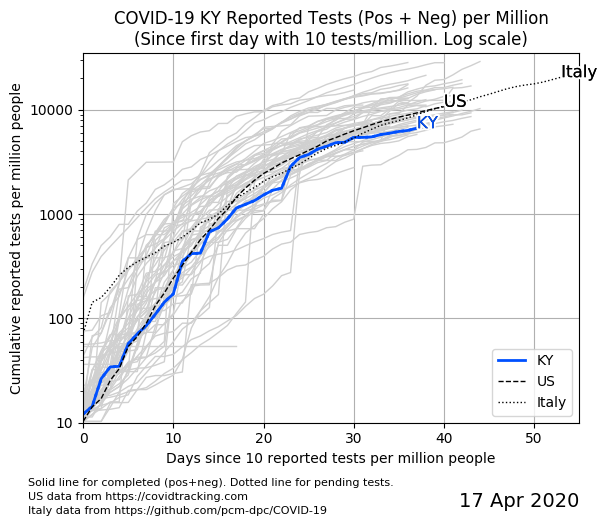 COVID-19 KY Reported Tests (Pos + Neg) per Million
(Since first day with 10 tests/million. Log scale)
Cumulative reported tests per million people
10000
1000
100
10
Italy
US
KY
KY
US
Italy
0 10 20 30 40 50
Days since 10 reported tests per million people
Solid line for completed (pos+neg). Dotted line for pending tests.
US data from https://covidtracking.com
Italy data from https://github.com/pcm-dpc/COVID-19
17 Apr 2020